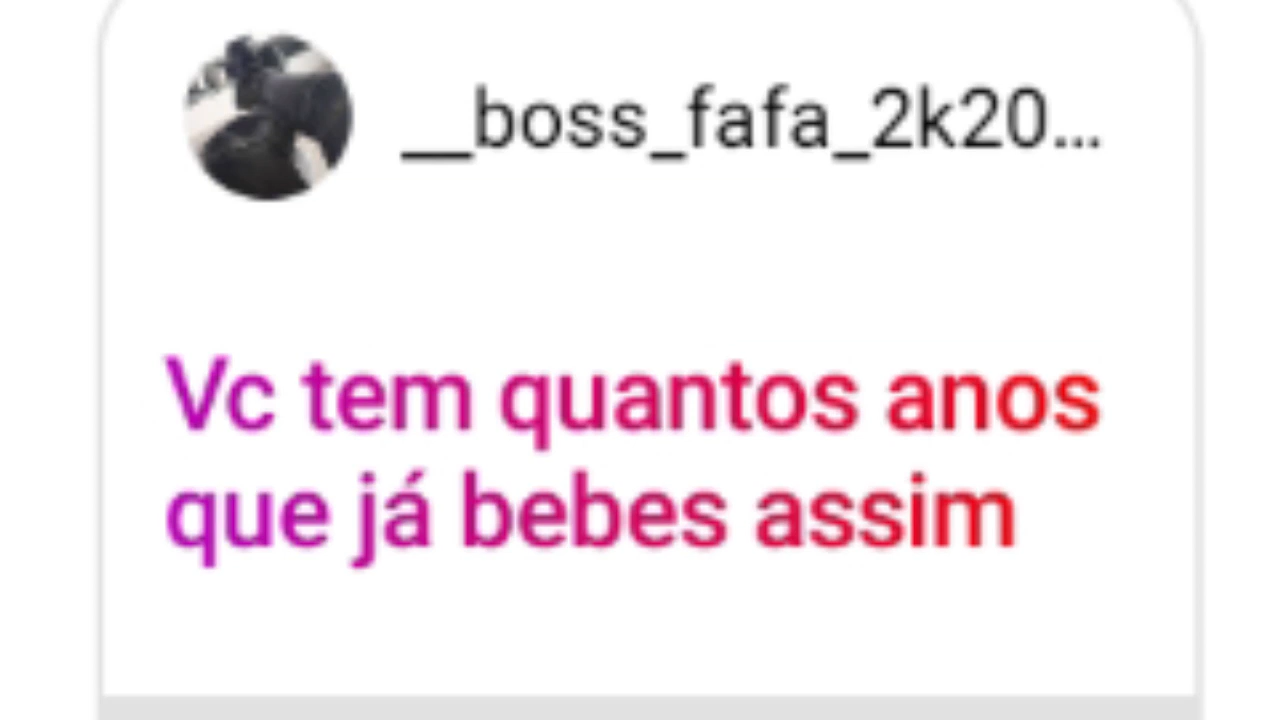 __boss_fafa_2k20...
Vc tem quantos anos
que já bebes assim